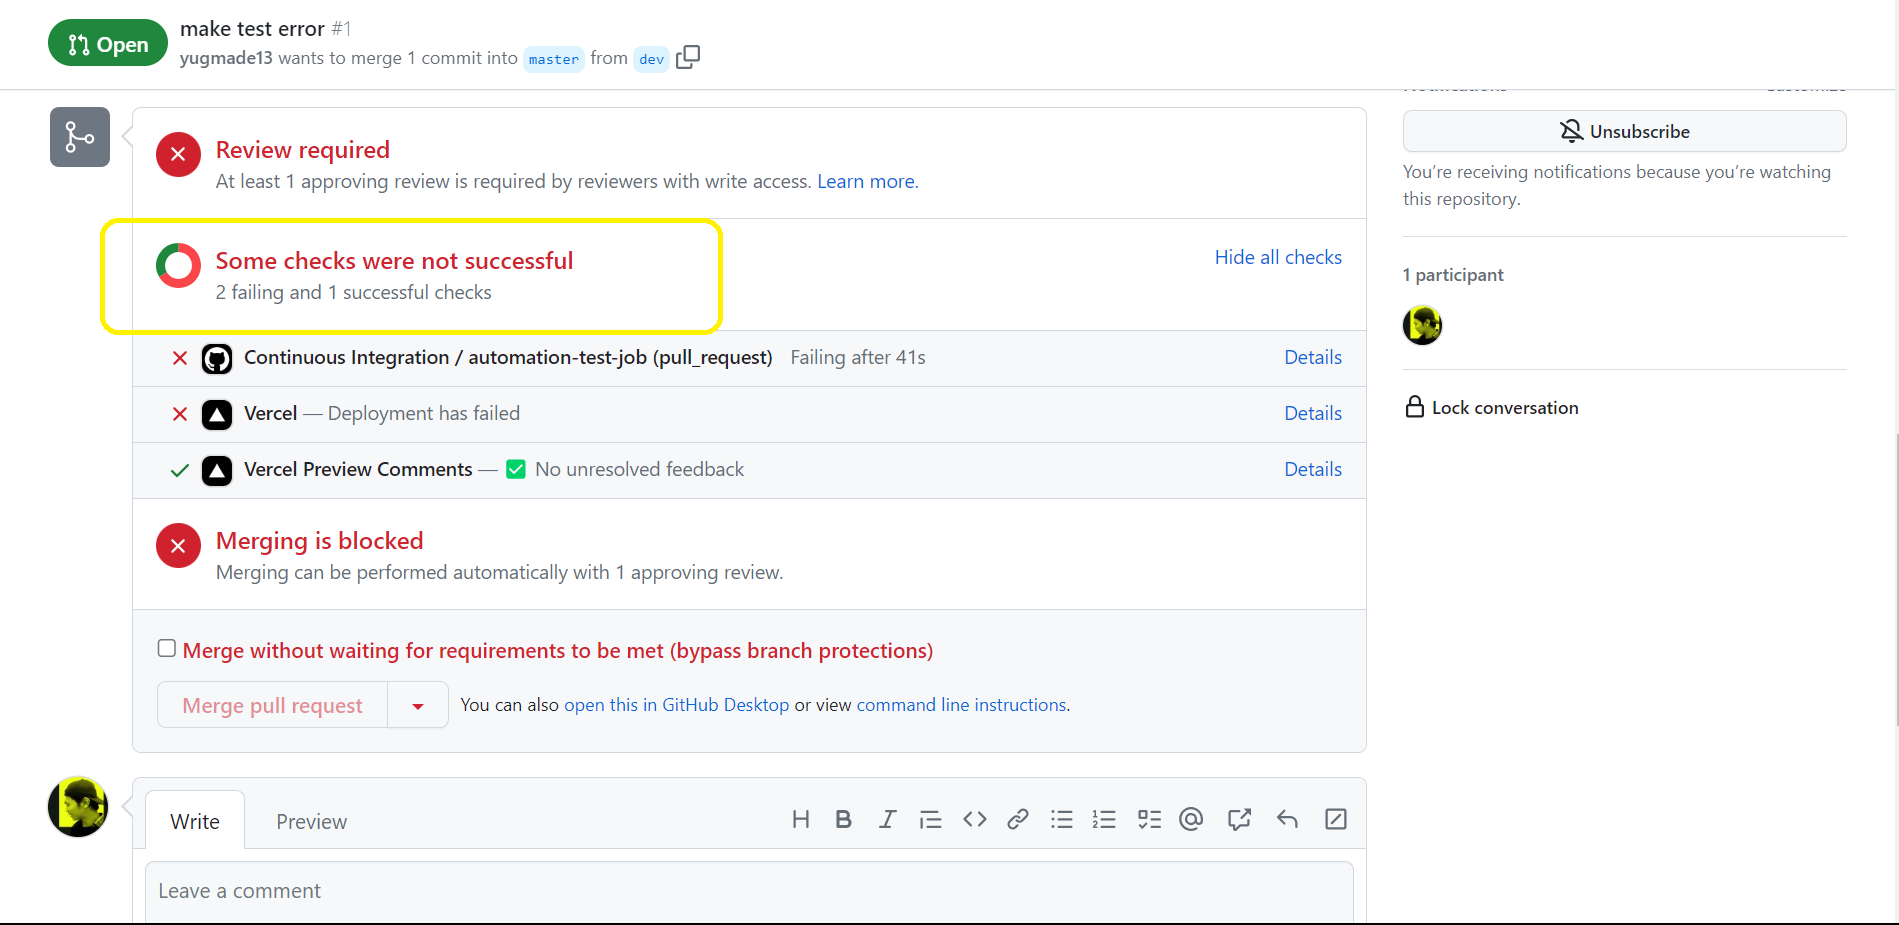 Open
make test error #1
yugmade13 wants to merge 1 commit into master from dev
Review required
At least 1 approving review is required by reviewers with write access. Learn more.
Some checks were not successful
2 failing and 1 successful checks
Hide all checks
Continuous Integration / automation-test-job (pull_request) Failing after 41s Details
Vercel — Deployment has failed Details
Vercel Preview Comments — ✅ No unresolved feedback Details
Merging is blocked
Merging can be performed automatically with 1 approving review.
Merge without waiting for requirements to be met (bypass branch protections)
Merge pull request
You can also open this in GitHub Desktop or view command line instructions.
Write Preview
Leave a comment
Unsubscribe
You’re receiving notifications because you’re watching
this repository.
1 participant
Lock conversation